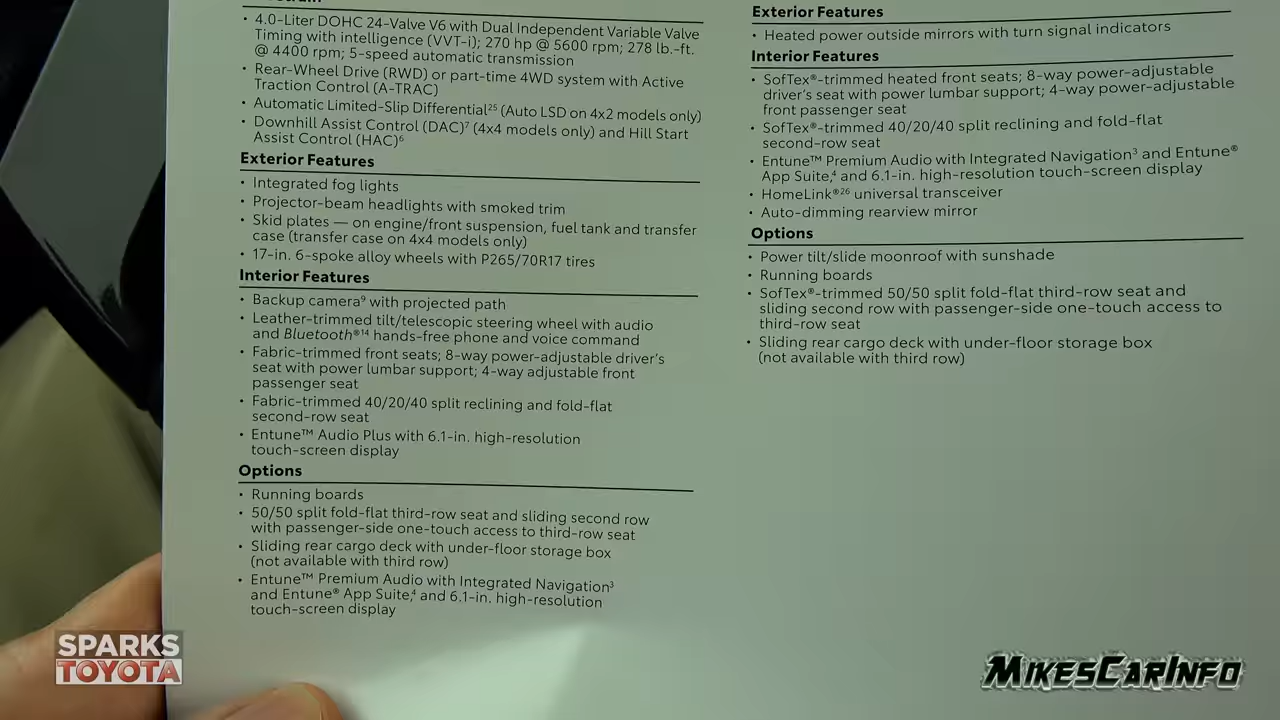 • 4.0-Liter DOHC 24-Valve V6 with Dual Independent Variable Valve
Timing with intelligence (VVT-i); 270 hp @ 5600 rpm; 278 lb.-ft.
@ 4400 rpm; 5-speed automatic transmission
• Rear-Wheel Drive (RWD) or part-time 4WD system with Active
Traction Control (A-TRAC)
• Automatic Limited-Slip Differential²⁵ (Auto LSD on 4x2 models only)
• Downhill Assist Control (DAC)⁷ (4x4 models only) and Hill Start
Assist Control (HAC)⁶
Exterior Features
• Integrated fog lights
• Projector-beam headlights with smoked trim
• Skid plates — on engine/front suspension, fuel tank and transfer
case (transfer case on 4x4 models only)
• 17-in. 6-spoke alloy wheels with P265/70R17 tires
Interior Features
• Backup camera⁹ with projected path
• Leather-trimmed tilt/telescopic steering wheel with audio
and Bluetooth®¹⁴ hands-free phone and voice command
• Fabric-trimmed front seats; 8-way power-adjustable driver's
seat with power lumbar support; 4-way adjustable front
passenger seat
• Fabric-trimmed 40/20/40 split reclining and fold-flat
second-row seat
• Entune™ Audio Plus with 6.1-in. high-resolution
touch-screen display
Options
• Running boards
• 50/50 split fold-flat third-row seat and sliding second row
with passenger-side one-touch access to third-row seat
• Sliding rear cargo deck with under-floor storage box
(not available with third row)
• Entune™ Premium Audio with Integrated Navigation³
and Entune® App Suite,⁴ and 6.1-in. high-resolution
touch-screen display
Exterior Features
• Heated power outside mirrors with turn signal indicators
Interior Features
• SofTex®-trimmed heated front seats; 8-way power-adjustable
driver's seat with power lumbar support; 4-way power-adjustable
front passenger seat
• SofTex®-trimmed 40/20/40 split reclining and fold-flat
second-row seat
• Entune™ Premium Audio with Integrated Navigation³ and Entune®
App Suite,⁴ and 6.1-in. high-resolution touch-screen display
• HomeLink®²⁶ universal transceiver
• Auto-dimming rearview mirror
Options
• Power tilt/slide moonroof with sunshade
• Running boards
• SofTex®-trimmed 50/50 split fold-flat third-row seat and
sliding second row with passenger-side one-touch access to
third-row seat
• Sliding rear cargo deck with under-floor storage box
(not available with third row)
SPARKS
TOYOTA
MIKESCARINFO